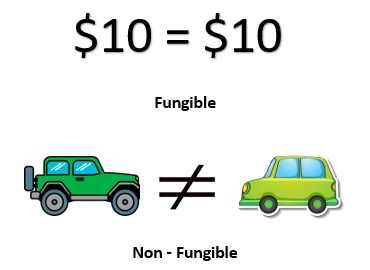 $10 = $10
Fungible
≠
Non - Fungible